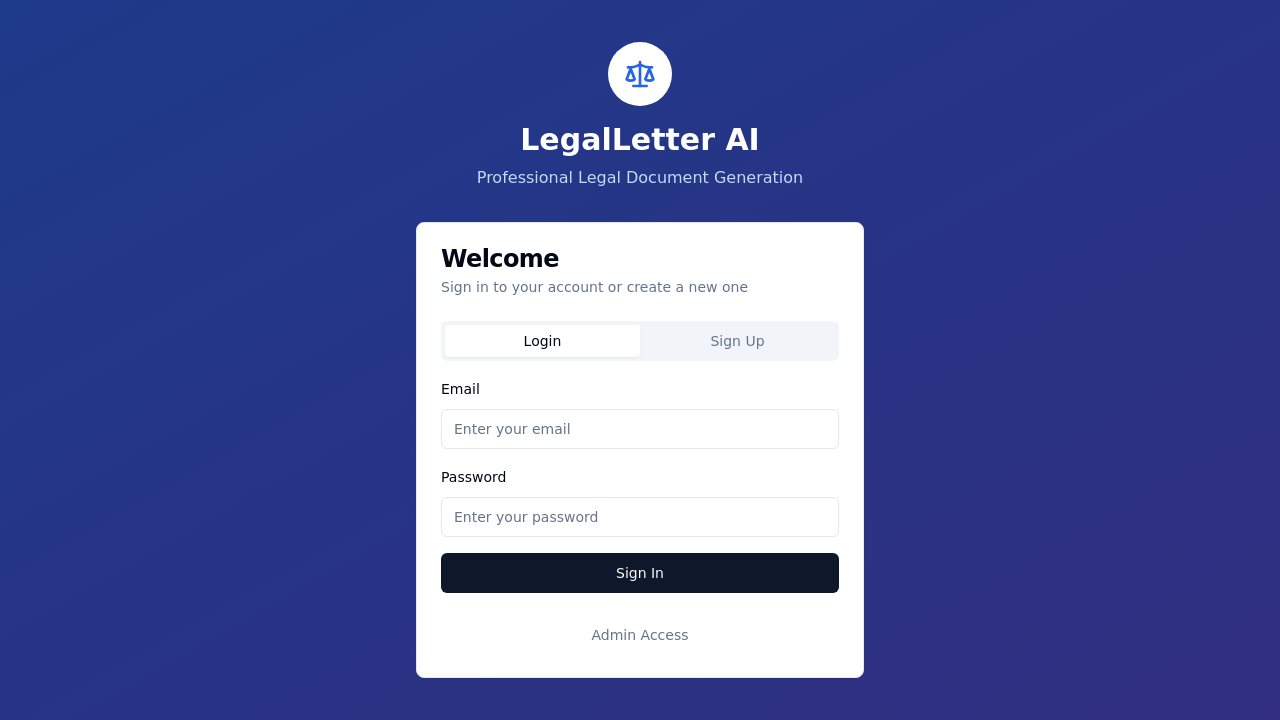 LegalLetter AI
Professional Legal Document Generation
Welcome
Sign in to your account or create a new one
Login
Sign Up
Email
Enter your email
Password
Enter your password
Sign In
Admin Access